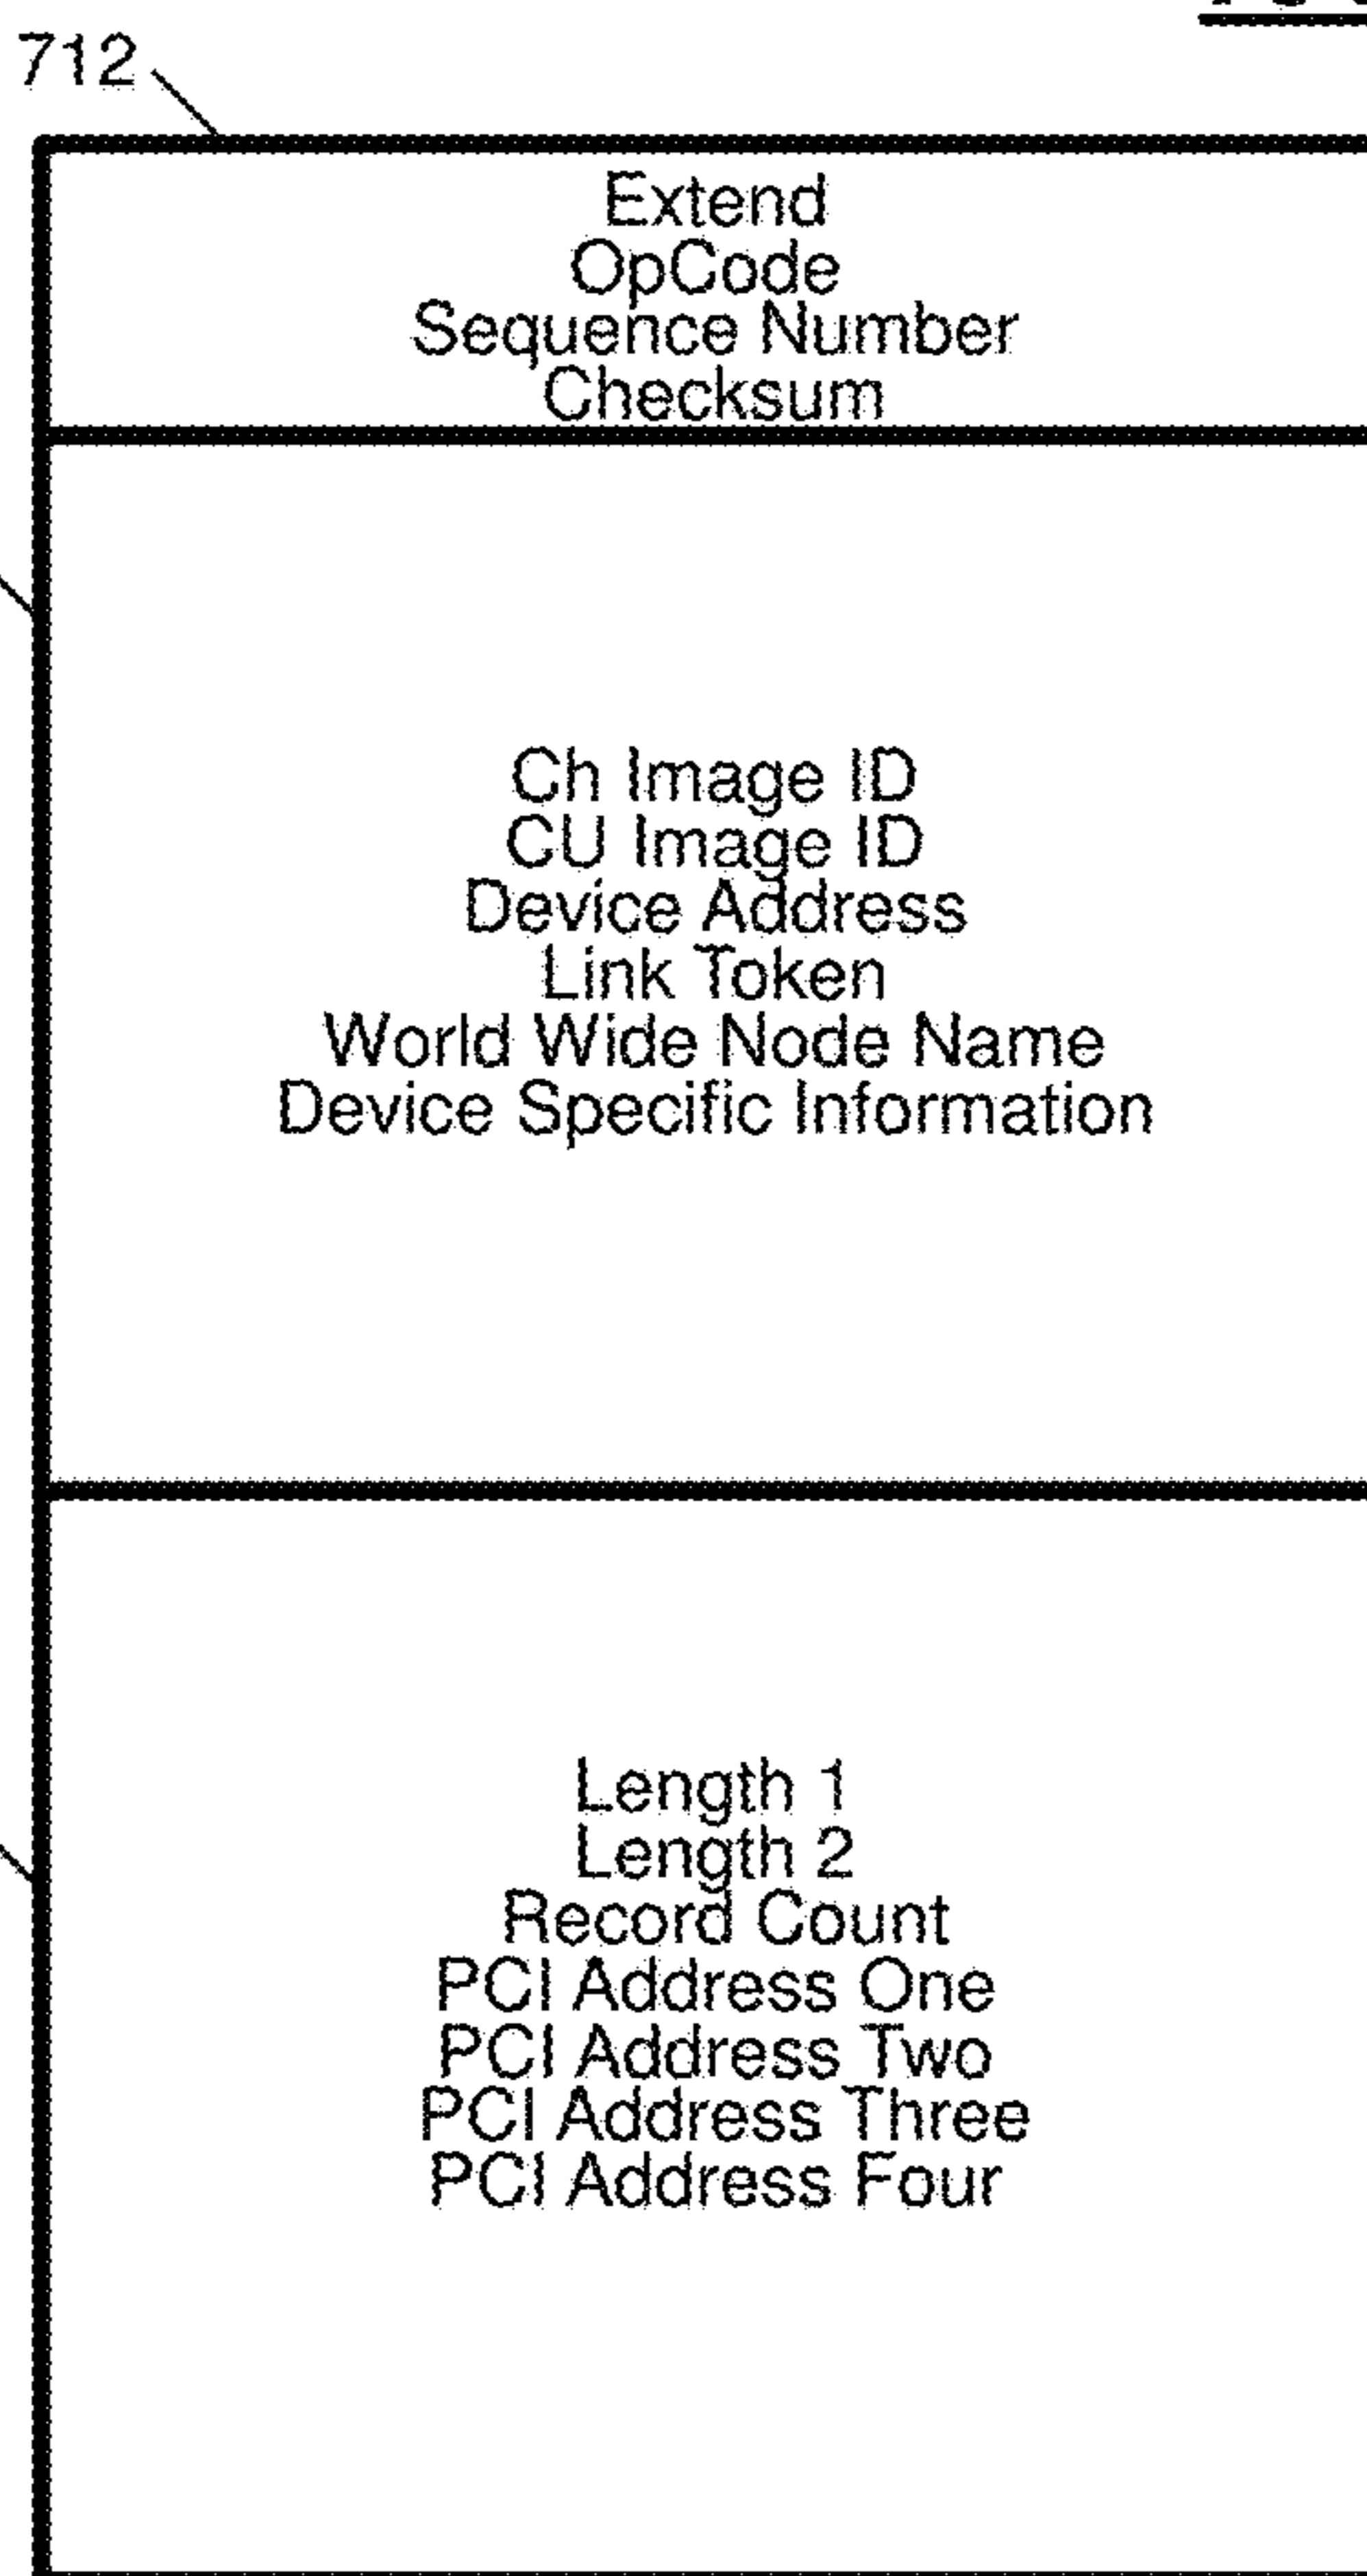 712
Extend
OpCode
Sequence Number
Checksum
Ch Image ID
CU Image ID
Device Address
Link Token
World Wide Node Name
Device Specific Information
Length 1
Length 2
Record Count
PCI Address One
PCI Address Two
PCI Address Three
PCI Address Four